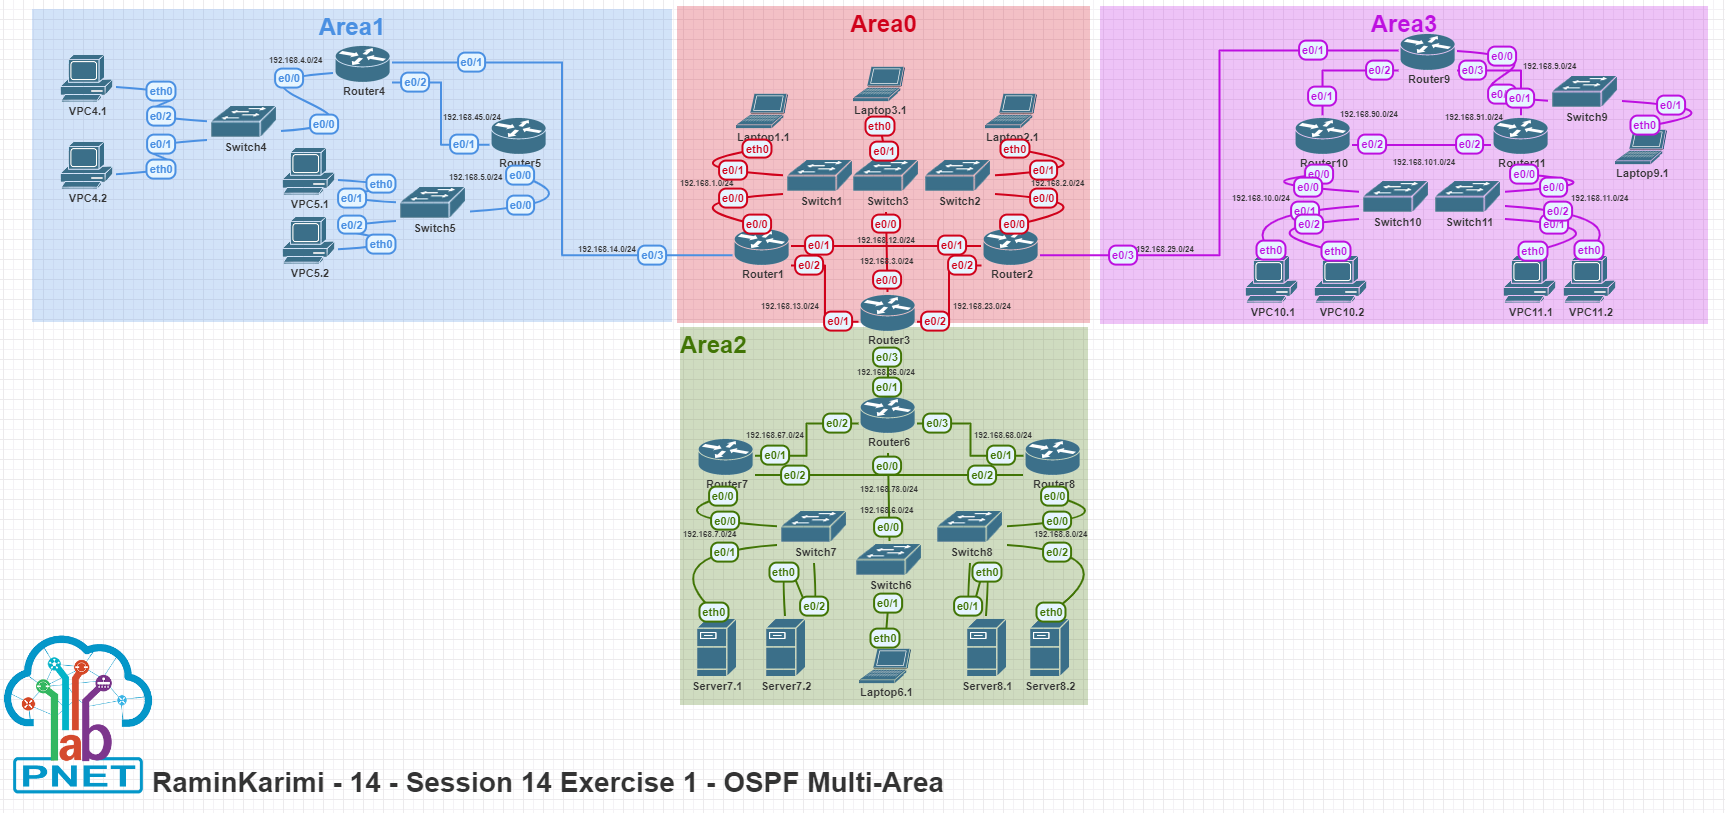 Area1
192.168.4.0/24
e0/0
Router4
e0/1
e0/2
VPC4.1
eth0
e0/2
e0/1
eth0
VPC4.2
Switch4
e0/0
192.168.45.0/24
e0/1
Router5
e0/0
192.168.5.0/24
VPC5.1
eth0
e0/1
e0/2
eth0
VPC5.2
Switch5
e0/0
192.168.14.0/24
e0/3
Area0
Laptop3.1
eth0
e0/1
Laptop1.1
eth0
e0/1
192.168.1.0/24
e0/0
e0/0
Switch1
Switch3
Switch2
Laptop2.1
eth0
e0/1
192.168.2.0/24
e0/0
e0/0
Router1
e0/1
e0/2
e0/0
192.168.12.0/24
192.168.3.0/24
e0/0
e0/1
e0/2
Router2
192.168.13.0/24
e0/1
192.168.23.0/24
e0/2
Router3
Area3
e0/1
Router9
e0/2
e0/3
e0/0
192.168.9.0/24
e0/1
e0/1
Switch9
e0/1
eth0
Laptop9.1
192.168.90.0/24
192.168.91.0/24
Router10
e0/2
e0/2
Router11
192.168.101.0/24
e0/0
e0/0
192.168.10.0/24
e0/1
e0/2
Switch10
Switch11
e0/0
e0/0
192.168.11.0/24
e0/2
e0/1
eth0
eth0
eth0
eth0
VPC10.1
VPC10.2
VPC11.1
VPC11.2
e0/3
192.168.29.0/24
Area2
e0/3
192.168.36.0/24
e0/1
Router6
e0/2
e0/3
192.168.67.0/24
192.168.68.0/24
e0/1
e0/2
e0/0
e0/1
e0/2
Router7
Router8
192.168.78.0/24
192.168.6.0/24
e0/0
e0/0
e0/0
192.168.7.0/24
e0/1
Switch7
e0/0
e0/0
192.168.8.0/24
e0/2
Switch8
Switch6
eth0
e0/2
eth0
e0/1
e0/1
eth0
eth0
eth0
Server7.1
Server7.2
Laptop6.1
Server8.1
Server8.2
lab
PNET
RaminKarimi - 14 - Session 14 Exercise 1 - OSPF Multi-Area